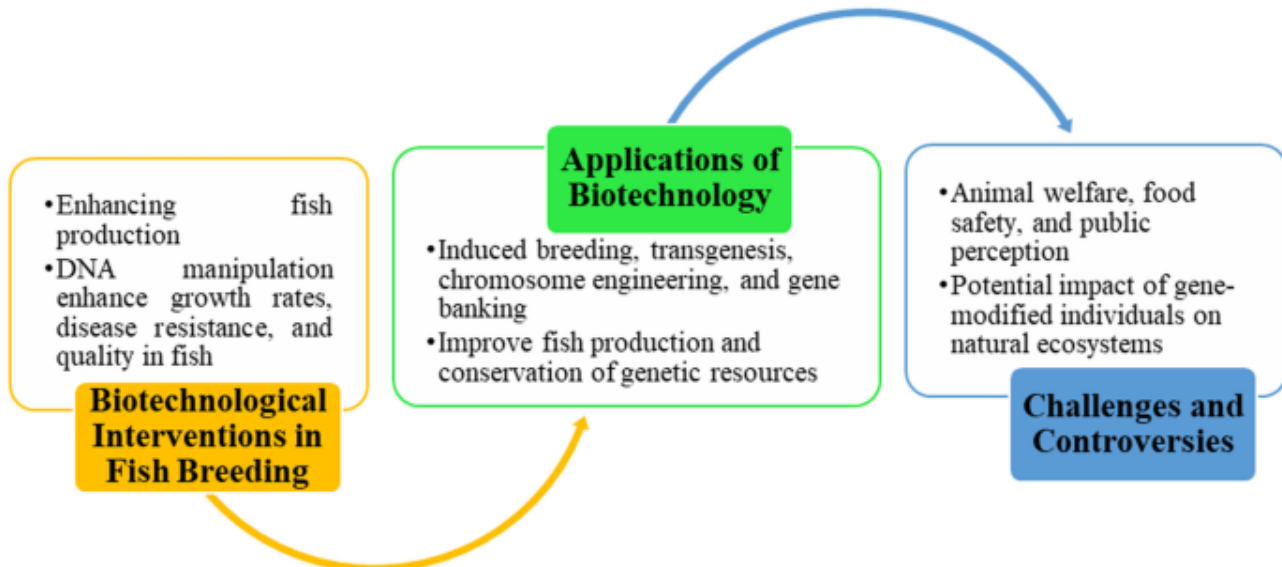 •Enhancing fish
production
•DNA manipulation
enhance growth rates,
disease resistance, and
quality in fish
Biotechnological
Interventions in
Fish Breeding
Applications of
Biotechnology
•Induced breeding, transgenesis,
chromosome engineering, and gene
banking
•Improve fish production and
conservation of genetic resources
•Animal welfare, food
safety, and public
perception
•Potential impact of gene-
modified individuals on
natural ecosystems
Challenges and
Controversies